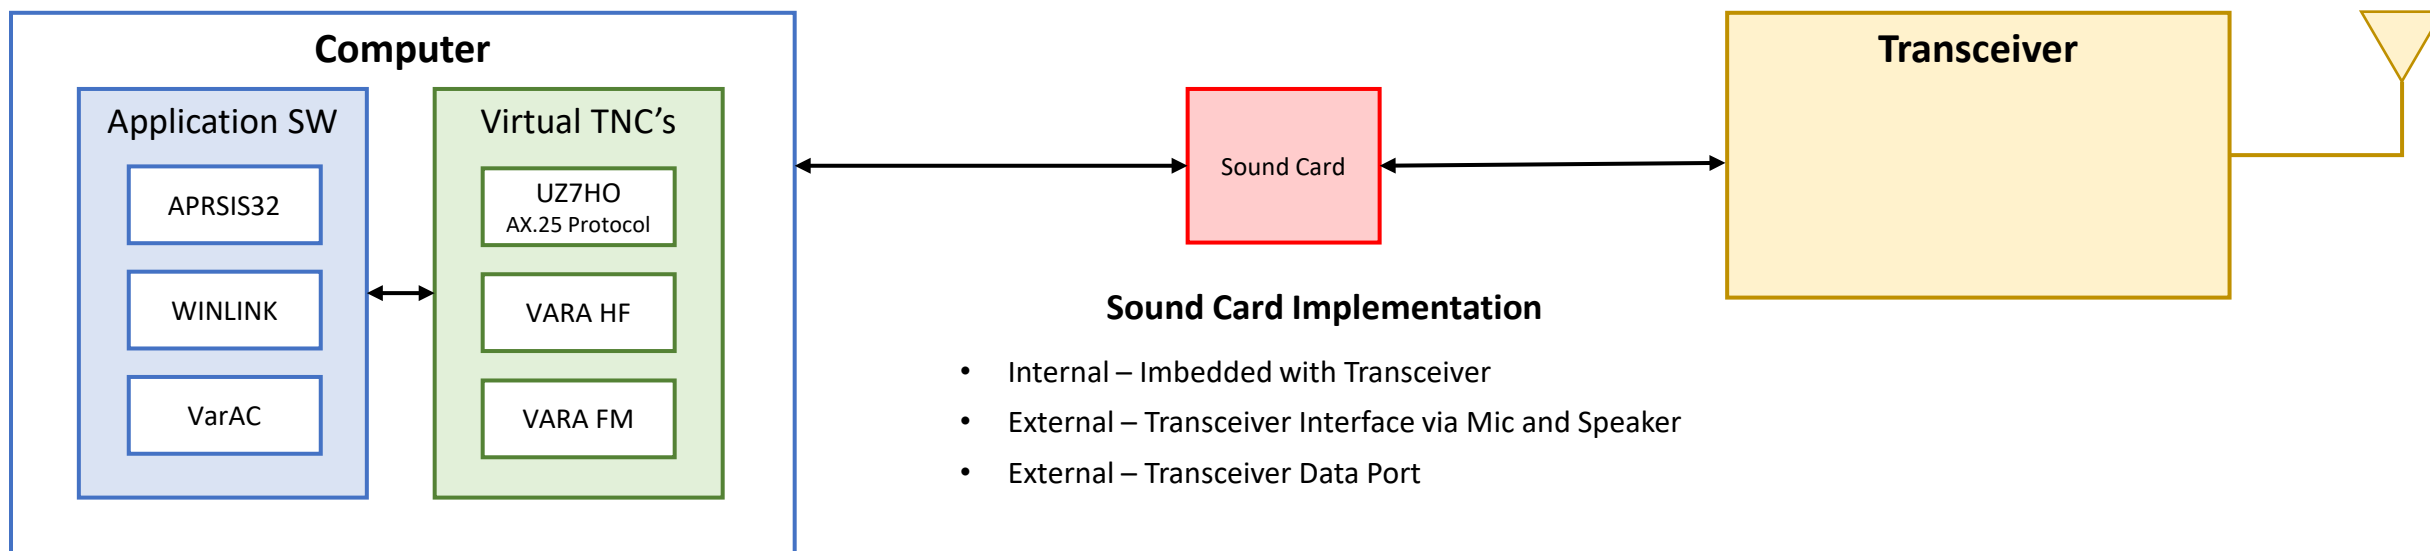 Computer
Application SW
APRSIS32
WINLINK
VarAC
Virtual TNC’s
UZ7HO
AX.25 Protocol
VARA HF
VARA FM
Sound Card
Transceiver
Sound Card Implementation
• Internal – Imbedded with Transceiver
• External – Transceiver Interface via Mic and Speaker
• External – Transceiver Data Port